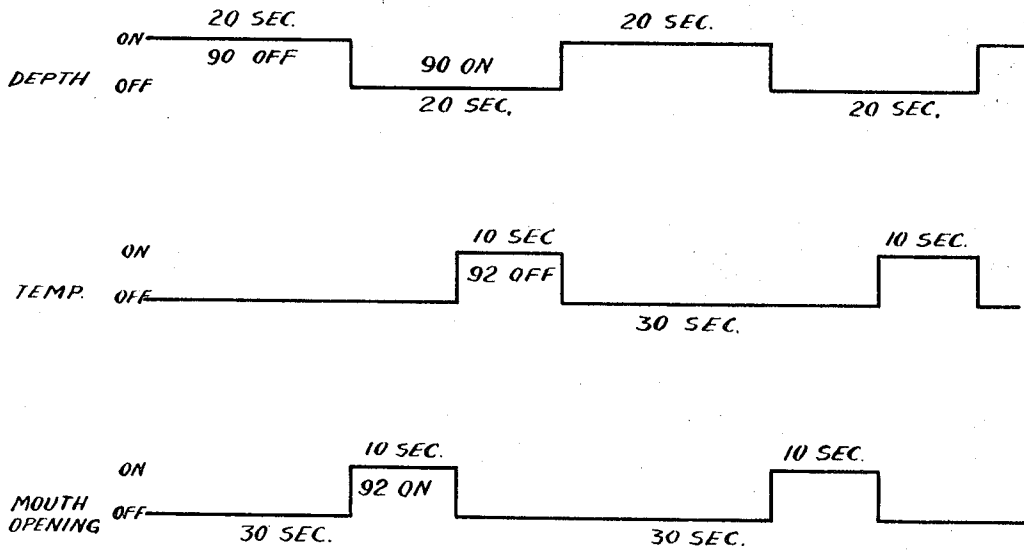 20 SEC.
20 SEC.
ON
90 OFF
90 ON
DEPTH OFF
20 SEC.
20 SEC.
10 SEC
10 SEC.
ON
92 OFF
TEMP. OFF
30 SEC.
10 SEC.
10 SEC.
ON
92 ON
MOUTH
OPENING OFF
30 SEC.
30 SEC.